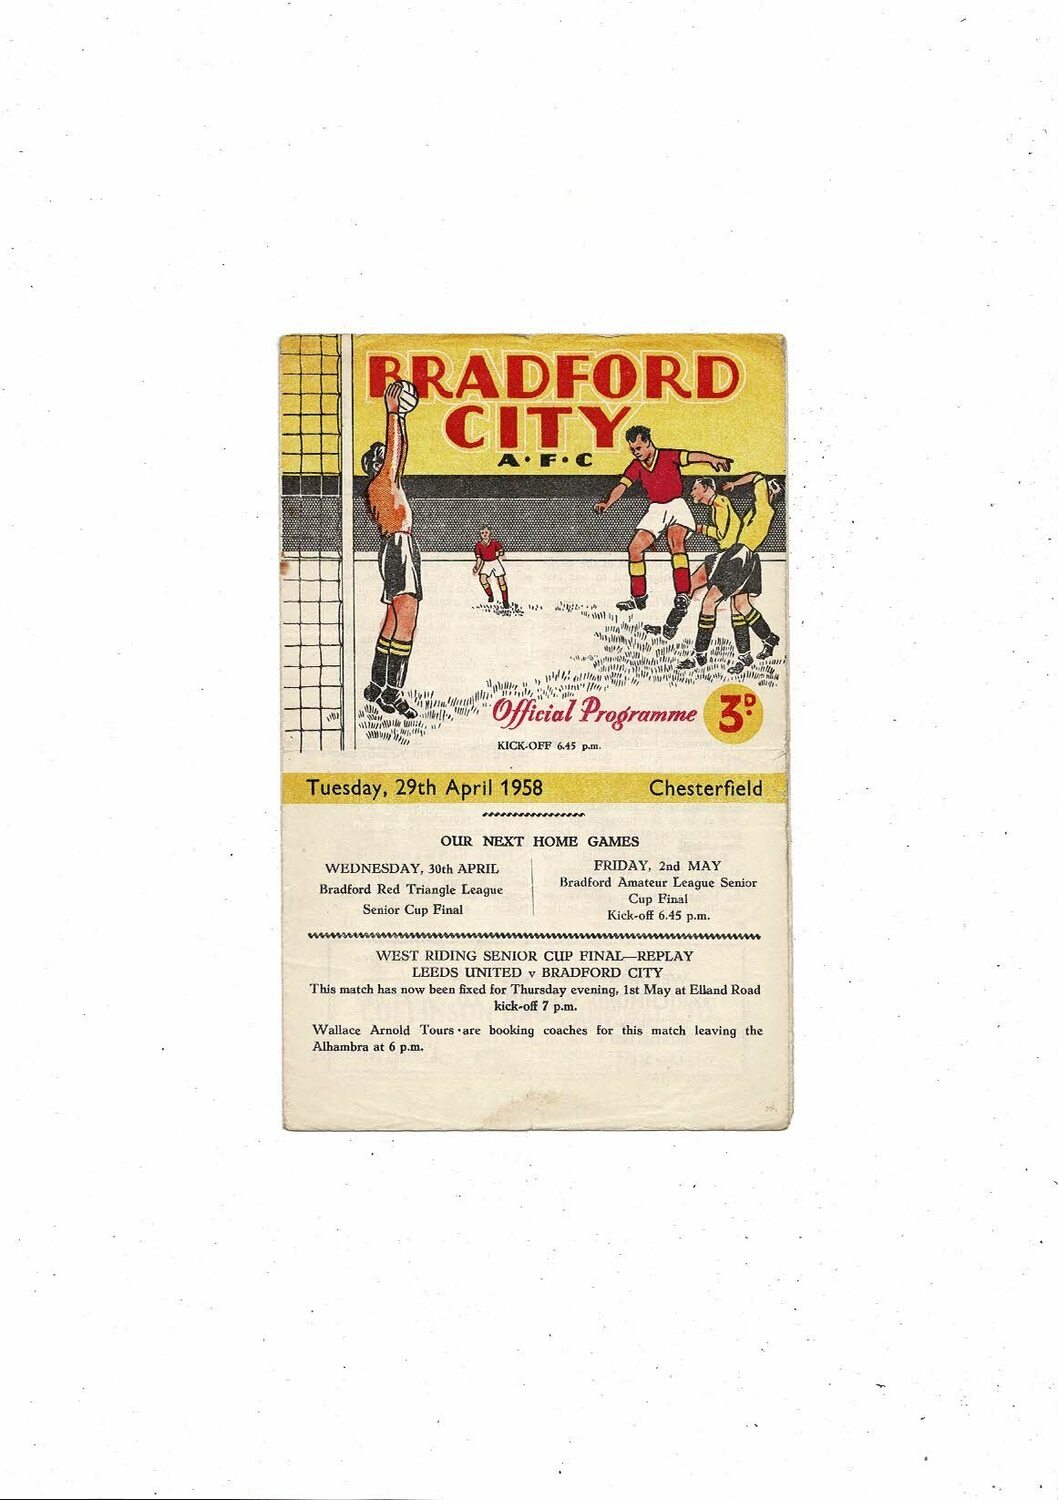 BRADFORD
CITY
A·F·C
Official Programme 3D.
KICK-OFF 6.45 p.m.
Tuesday, 29th April 1958 Chesterfield
OUR NEXT HOME GAMES
WEDNESDAY, 30th APRIL
Bradford Red Triangle League
Senior Cup Final
FRIDAY, 2nd MAY
Bradford Amateur League Senior
Cup Final
Kick-off 6.45 p.m.
WEST RIDING SENIOR CUP FINAL—REPLAY
LEEDS UNITED v BRADFORD CITY
This match has now been fixed for Thursday evening, 1st May at Elland Road
kick-off 7 p.m.
Wallace Arnold Tours are booking coaches for this match leaving the
Alhambra at 6 p.m.